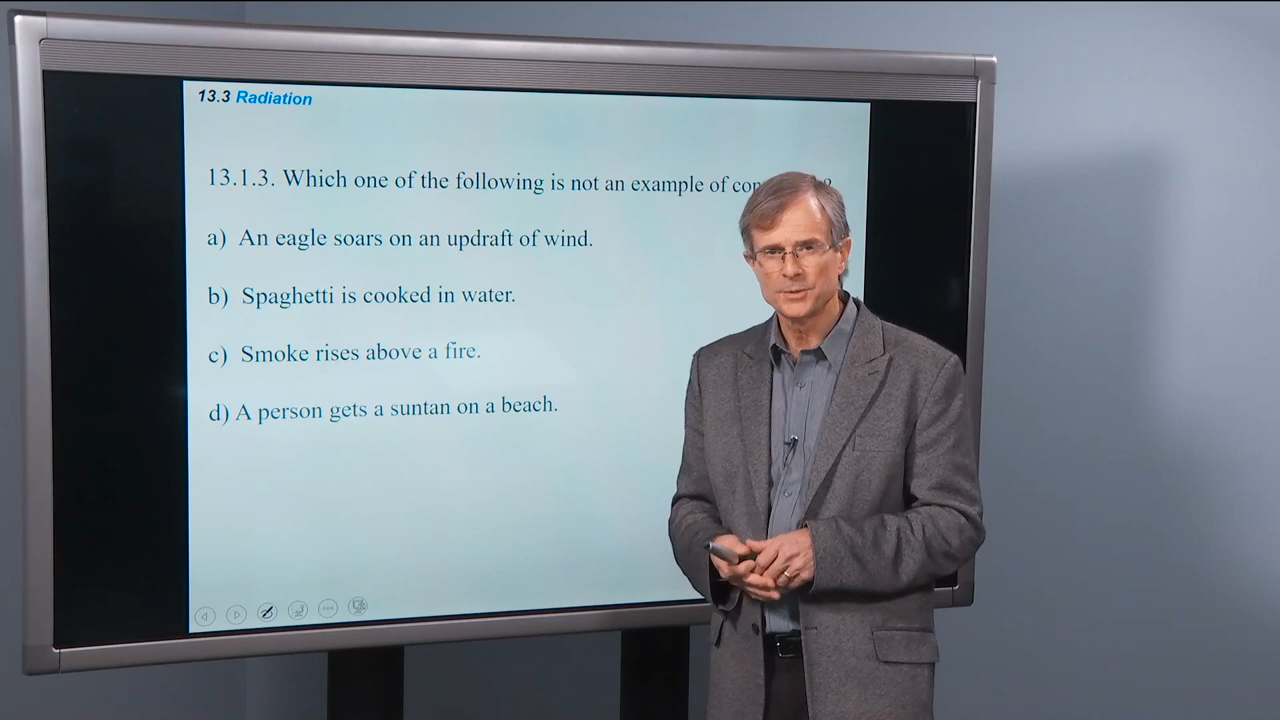 13.3 Radiation
13.1.3. Which one of the following is not an example of
a) An eagle soars on an updraft of wind.
b) Spaghetti is cooked in water.
c) Smoke rises above a fire.
d) A person gets a suntan on a beach.